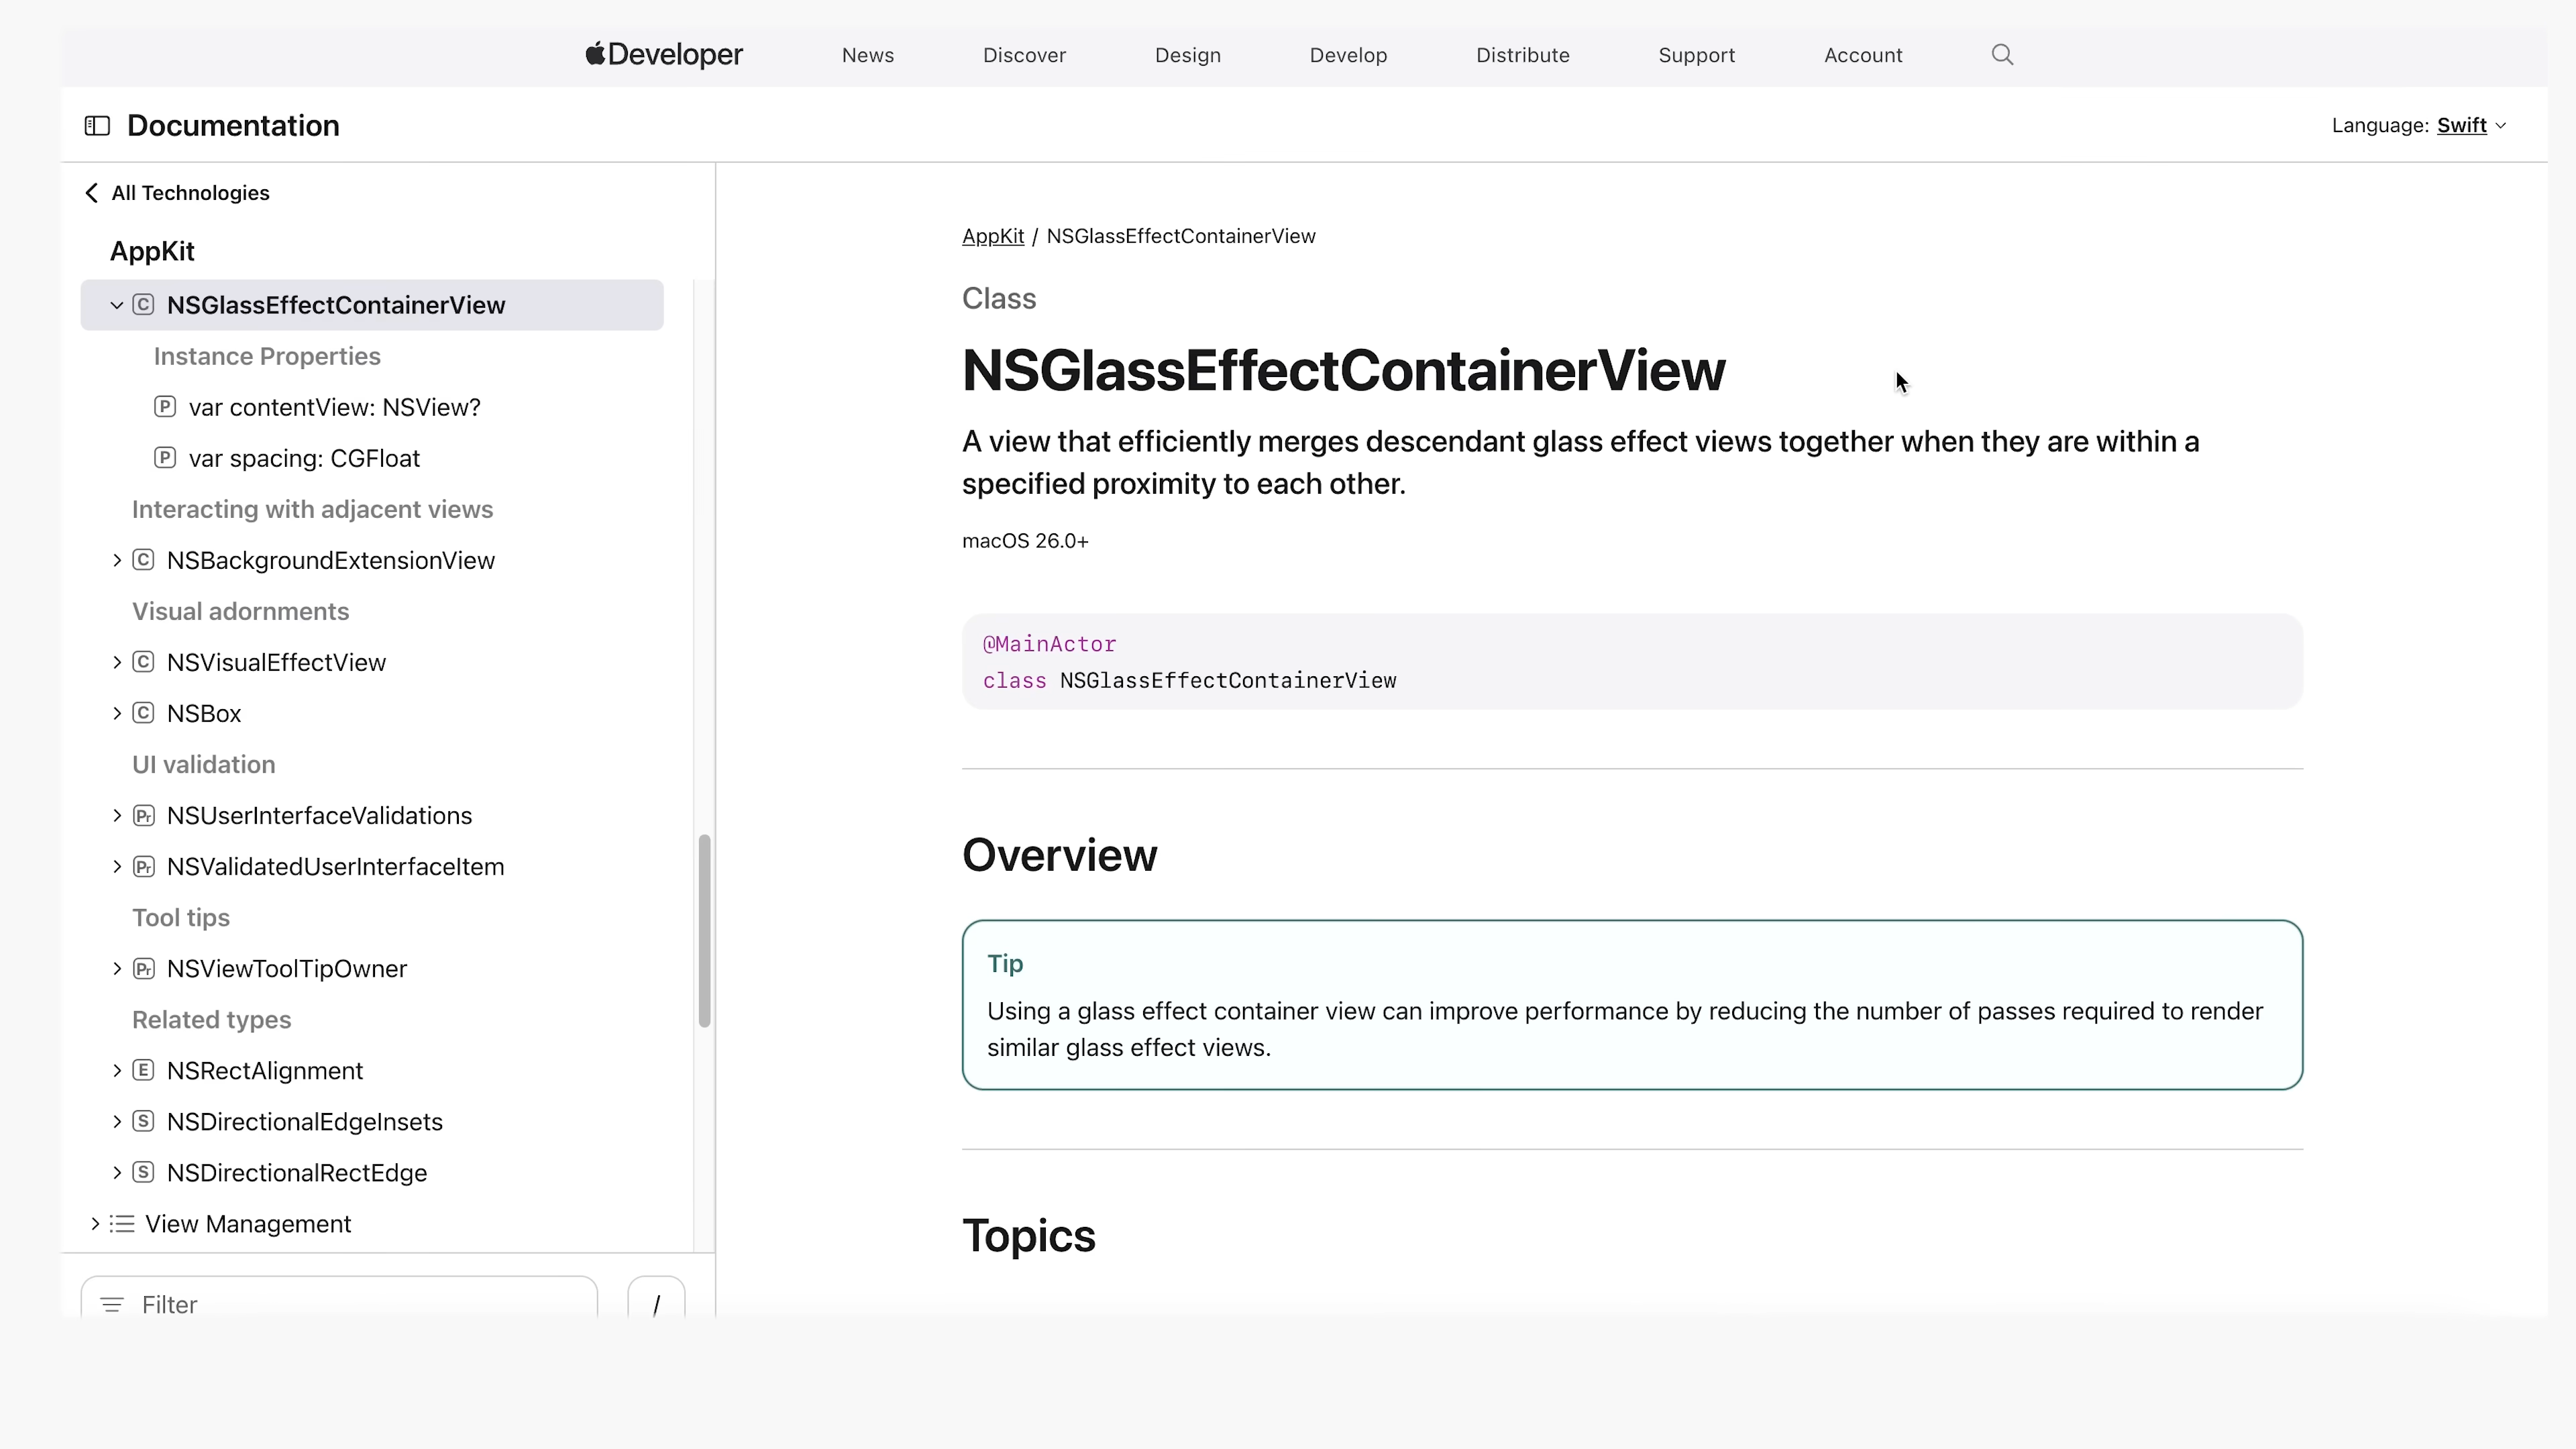 Developer
News
Discover
Design
Develop
Distribute
Support
Account
Documentation
Language: Swift
All Technologies
AppKit
C NSGlassEffectContainerView
Instance Properties
P var contentView: NSView?
P var spacing: CGFloat
Interacting with adjacent views
C NSBackgroundExtensionView
Visual adornments
C NSVisualEffectView
C NSBox
UI validation
Pr NSUserInterfaceValidations
Pr NSValidatedUserInterfaceItem
Tool tips
Pr NSViewToolTipOwner
Related types
E NSRectAlignment
S NSDirectionalEdgeInsets
S NSDirectionalRectEdge
View Management
Filter
/
AppKit / NSGlassEffectContainerView
Class
NSGlassEffectContainerView
A view that efficiently merges descendant glass effect views together when they are within a
specified proximity to each other.
macOS 26.0+
@MainActor
class NSGlassEffectContainerView
Overview
Tip
Using a glass effect container view can improve performance by reducing the number of passes required to render
similar glass effect views.
Topics